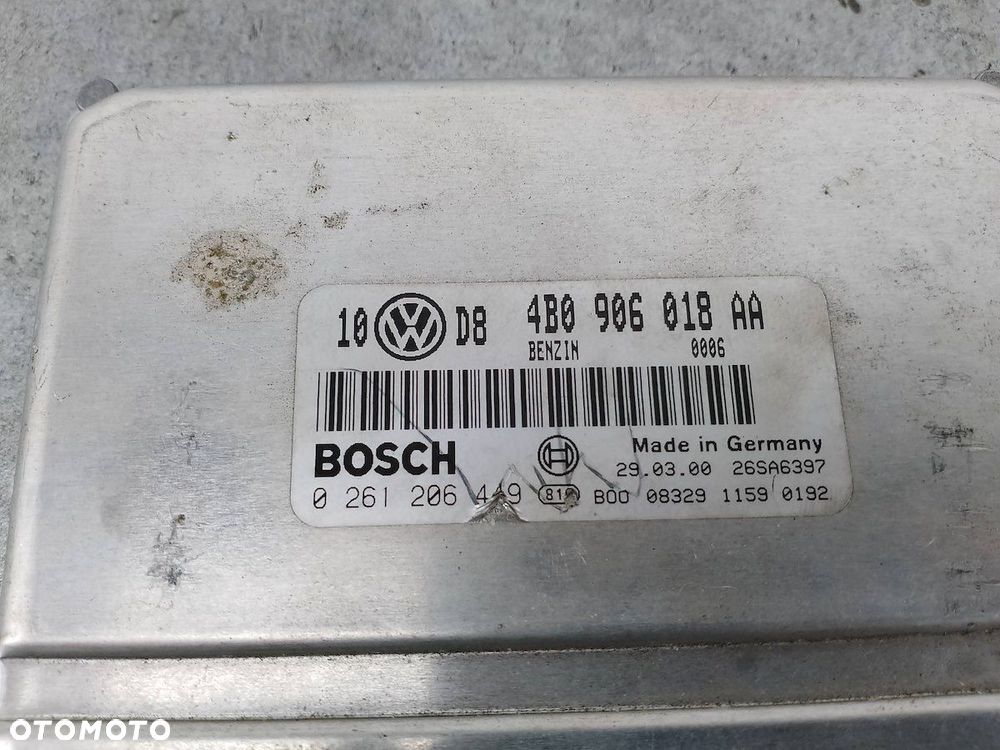 10 VW D8 4B0 906 018 AA
BENZIN 0006
BOSCH Made in Germany
29.03.00 26SA6397
0 261 206 449 B00 08329 1159 0192
OTOMOTO